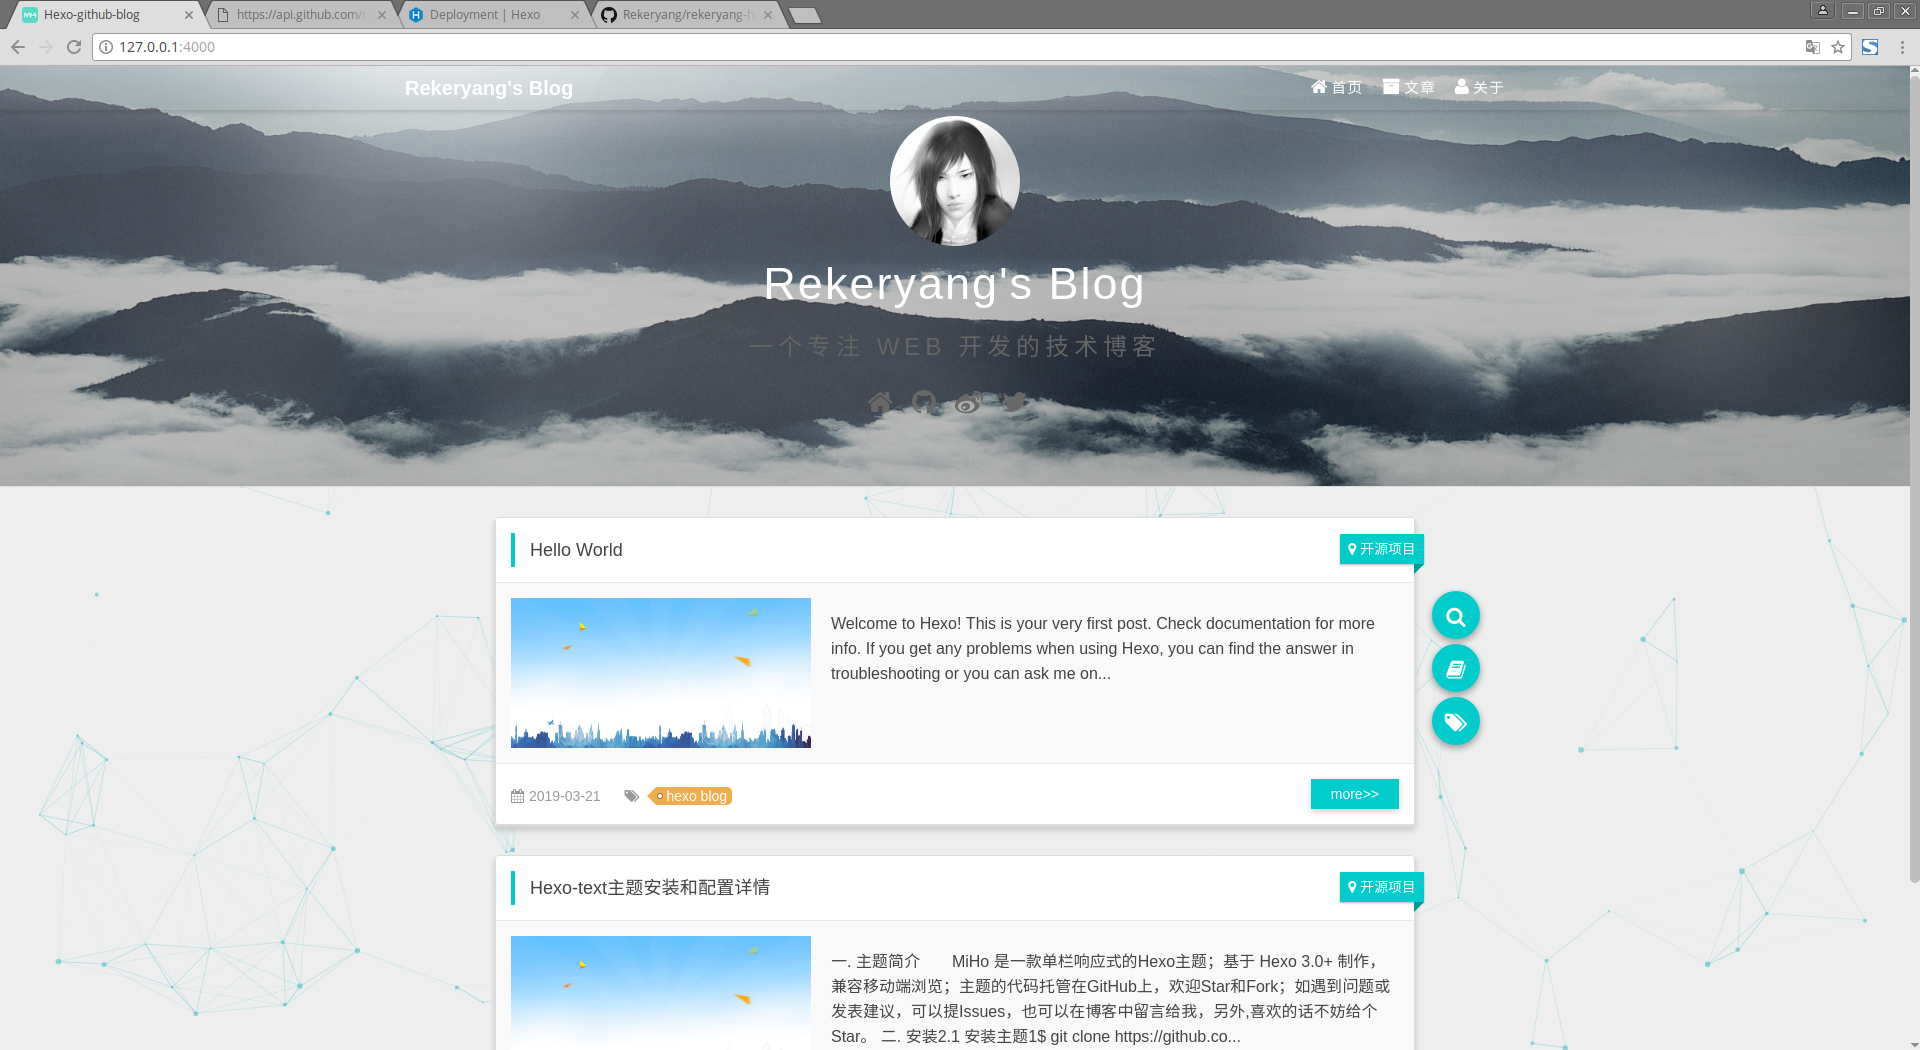 Hexo-github-blog
https://api.github.com/r
Deployment | Hexo
Rekeryang/rekeryang-h
127.0.0.1:4000
Rekeryang's Blog
首页 文章 关于
Rekeryang's Blog
一个专注 WEB 开发的技术博客
Hello World
开源项目
Welcome to Hexo! This is your very first post. Check documentation for more
info. If you get any problems when using Hexo, you can find the answer in
troubleshooting or you can ask me on...
2019-03-21
hexo blog
more>>
Hexo-text主题安装和配置详情
开源项目
一. 主题简介 MiHo 是一款单栏响应式的Hexo主题；基于 Hexo 3.0+ 制作，
兼容移动端浏览；主题的代码托管在GitHub上，欢迎Star和Fork；如遇到问题或
发表建议，可以提Issues，也可以在博客中留言给我，另外,喜欢的话不妨给个
Star。 二. 安装2.1 安装主题1$ git clone https://github.co...